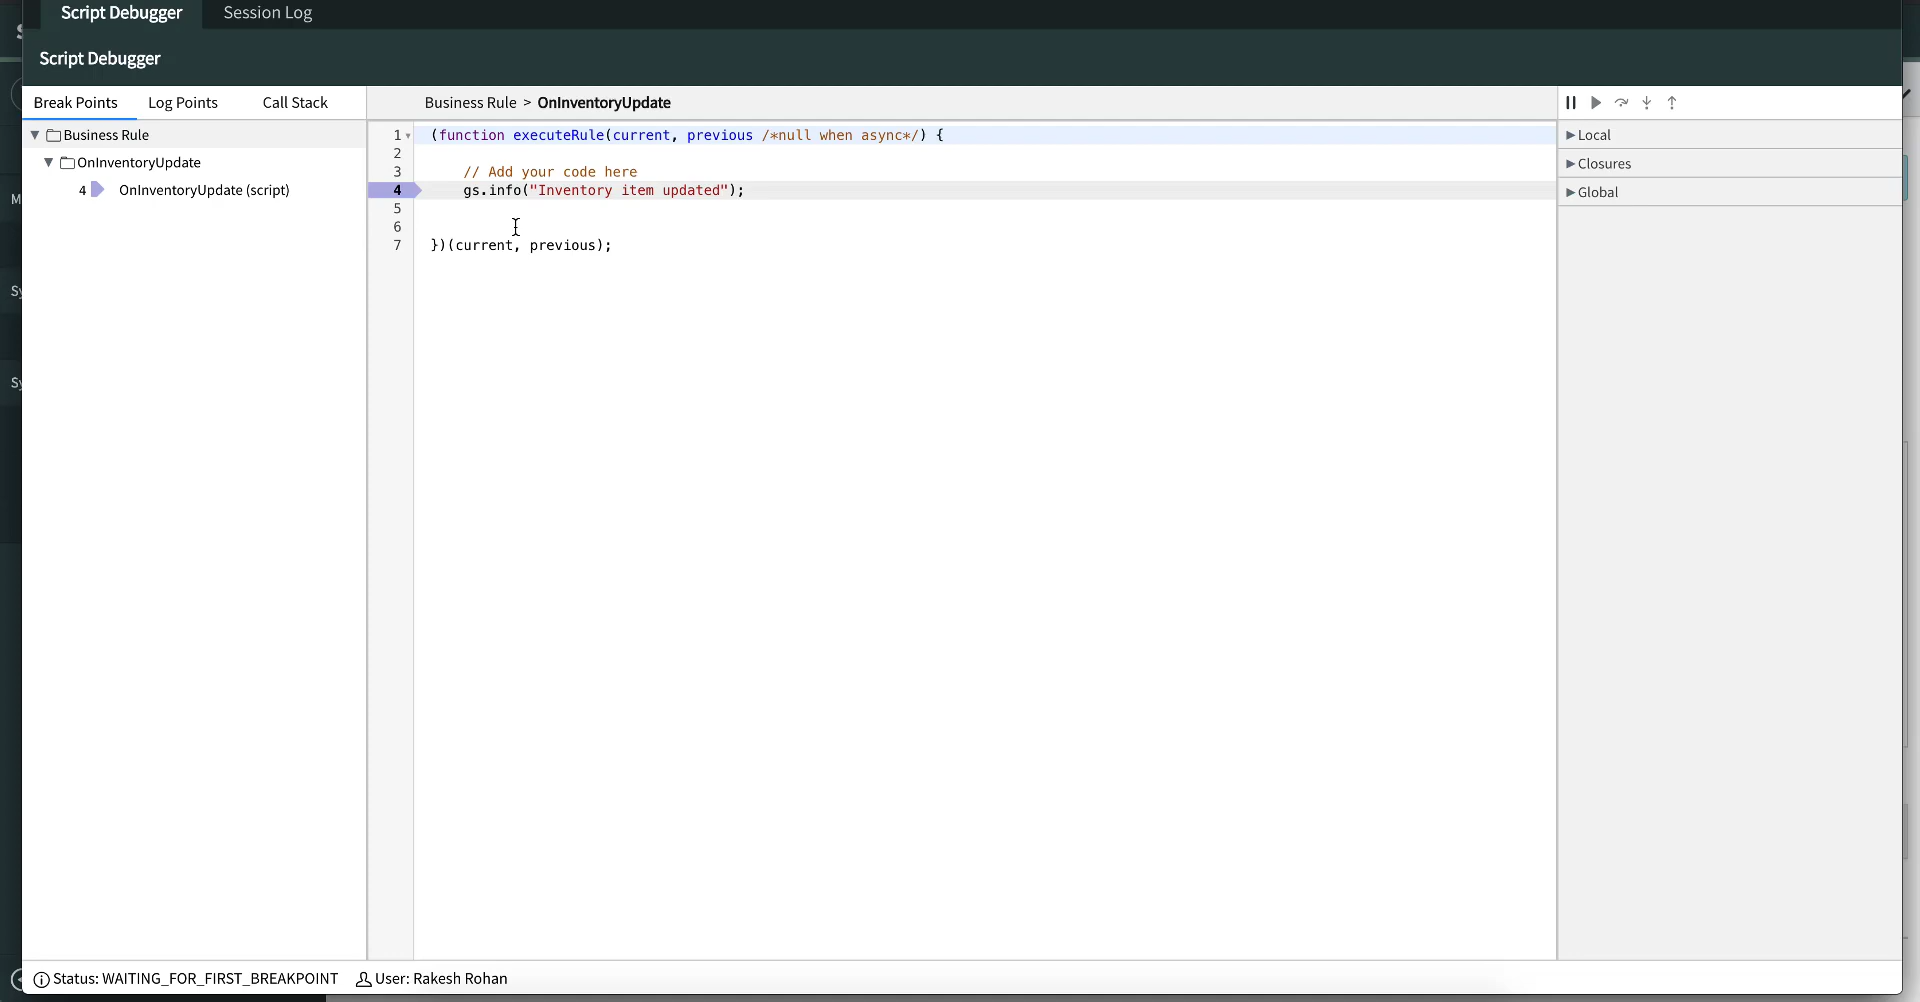 Script Debugger
Session Log
Script Debugger
Break Points
Log Points
Call Stack
Business Rule > OnInventoryUpdate
Business Rule
OnInventoryUpdate
4 OnInventoryUpdate (script)
1 (function executeRule(current, previous /*null when async*/) {
2
3 // Add your code here
4 gs.info("Inventory item updated");
5
6
7 })(current, previous);
Local
Closures
Global
M
Sy
Sy
Status: WAITING_FOR_FIRST_BREAKPOINT
User: Rakesh Rohan